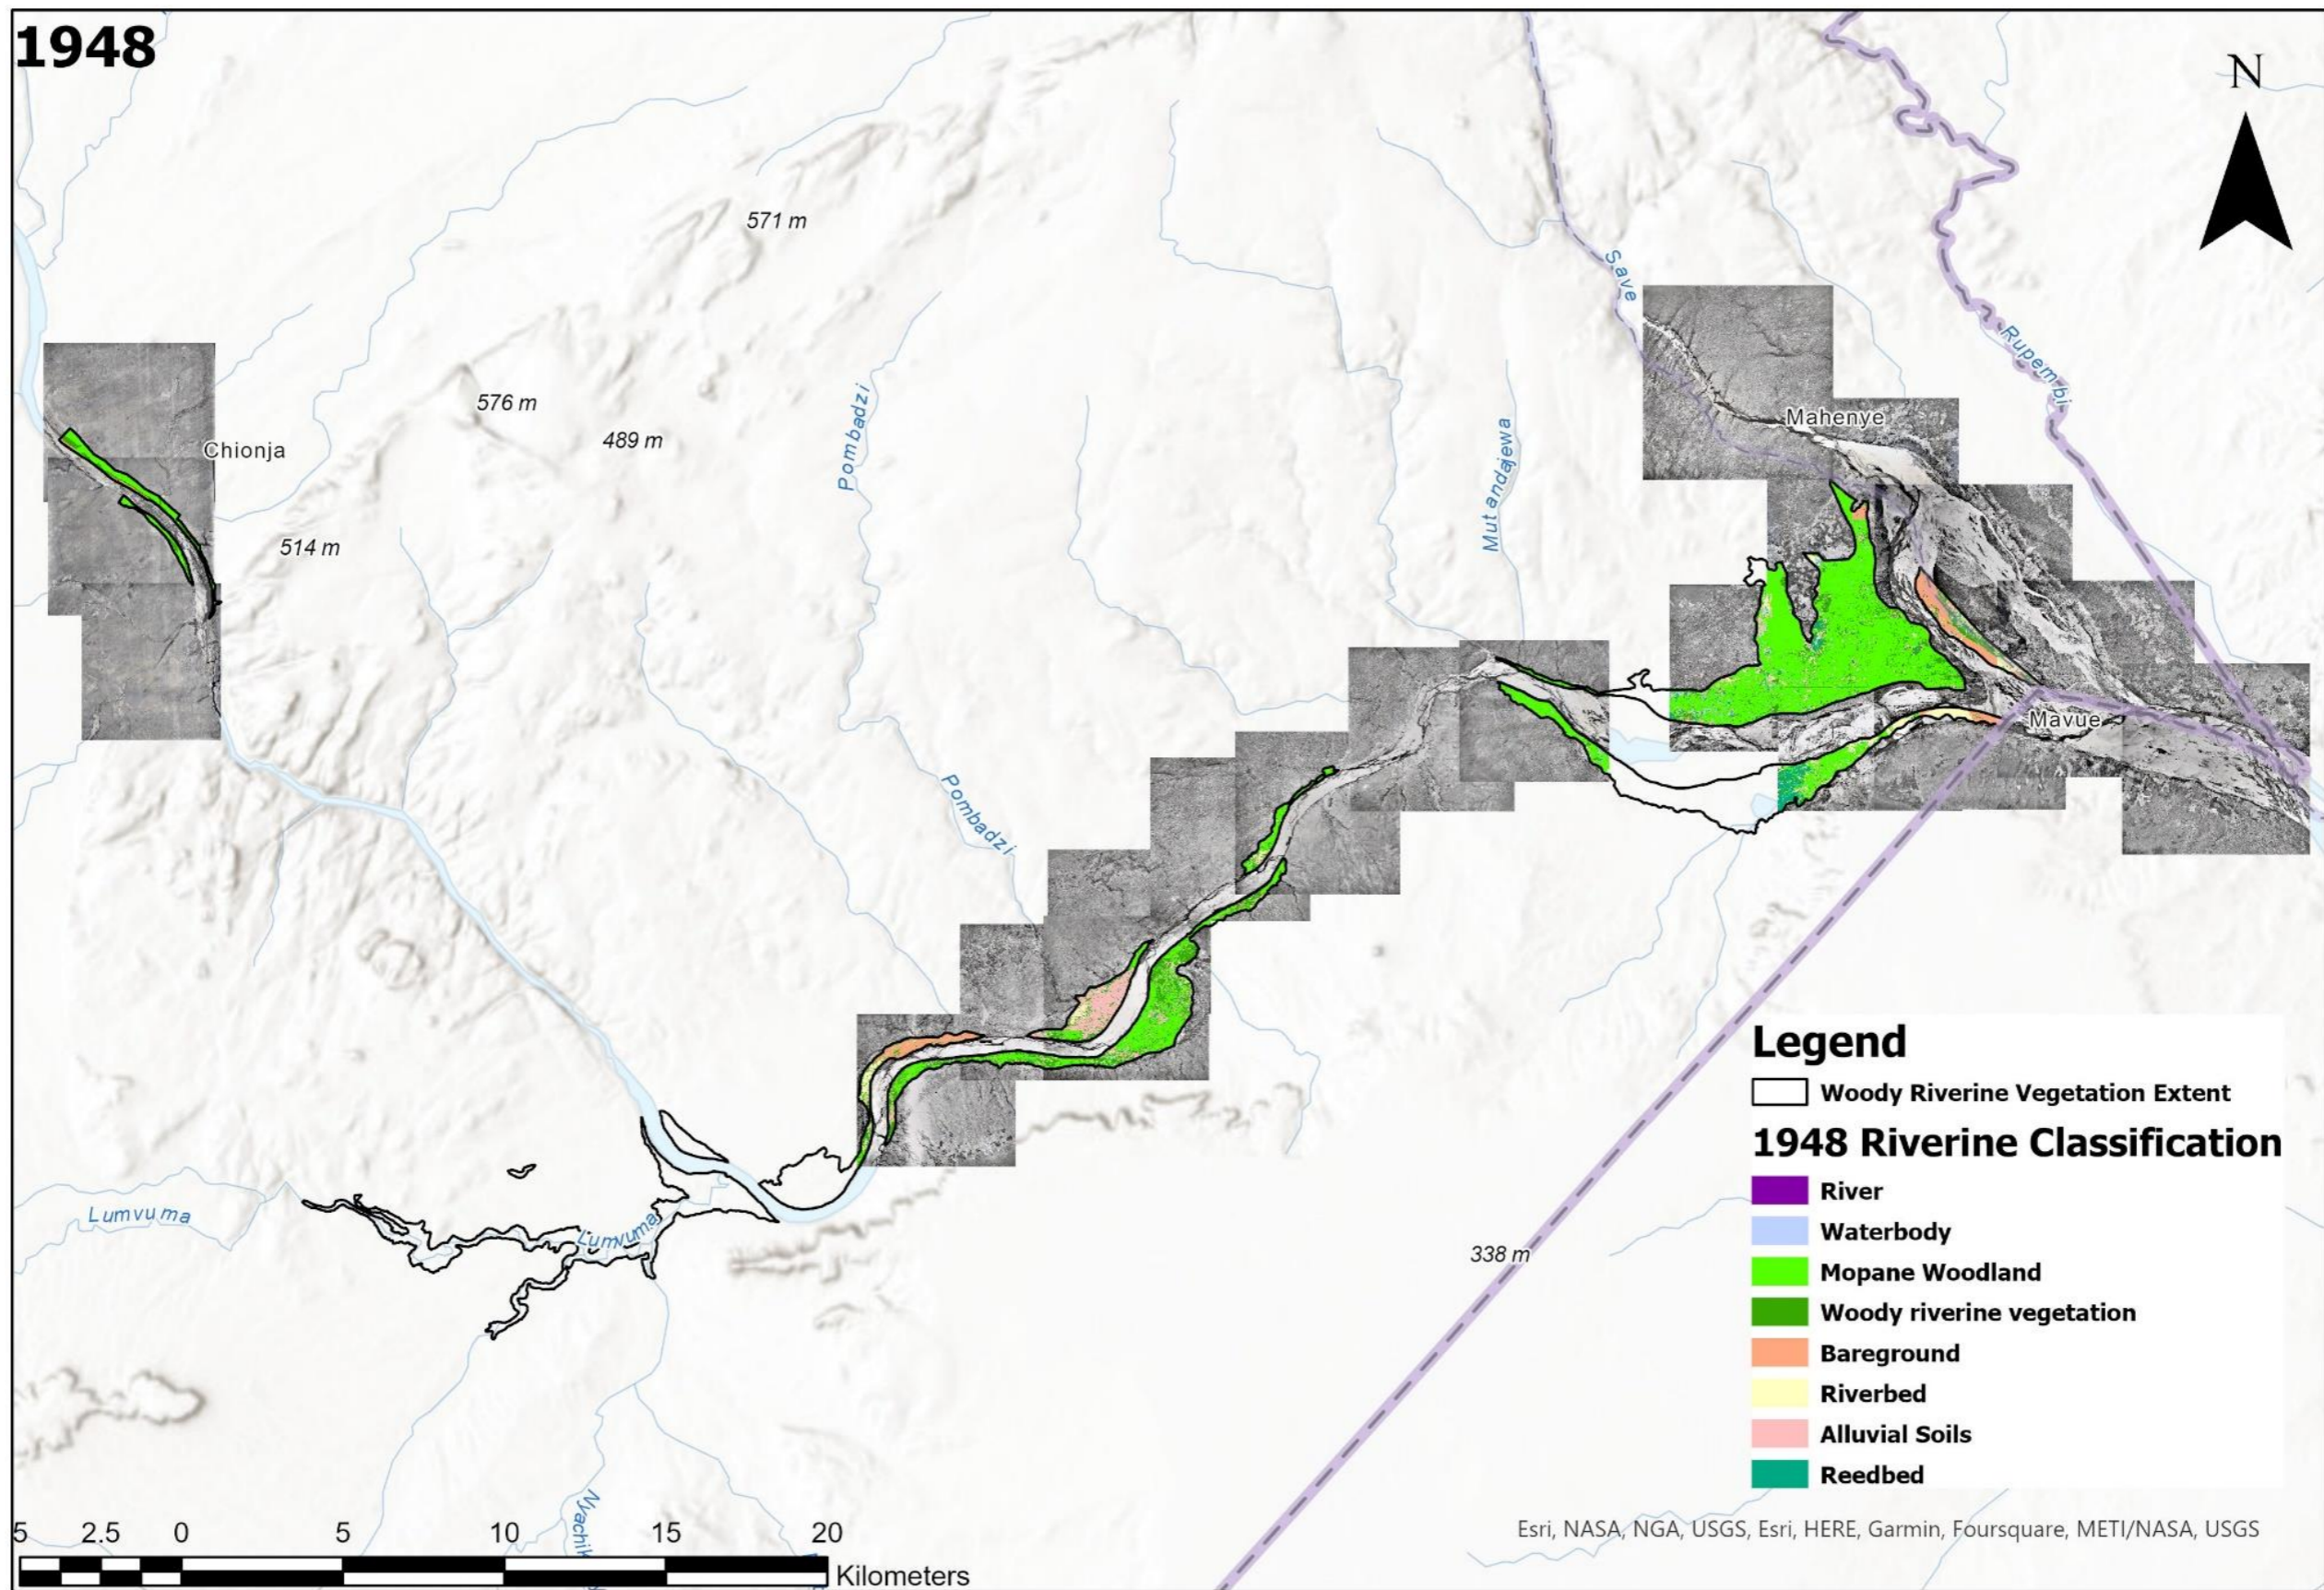 1948
N
571 m
Save
Rupembi
576 m
Pombadzi
Mahenye
489 m
Chionja
Mutandajewa
514 m
Mavue
Pombadzi
Legend
Woody Riverine Vegetation Extent
1948 Riverine Classification
River
Waterbody
Mopane Woodland
Woody riverine vegetation
Bareground
Riverbed
Alluvial Soils
Reedbed
Lumvuma
Lumvuma
338 m
5 2.5 0 5 10 15 20
Kilometers
Esri, NASA, NGA, USGS, Esri, HERE, Garmin, Foursquare, METI/NASA, USGS